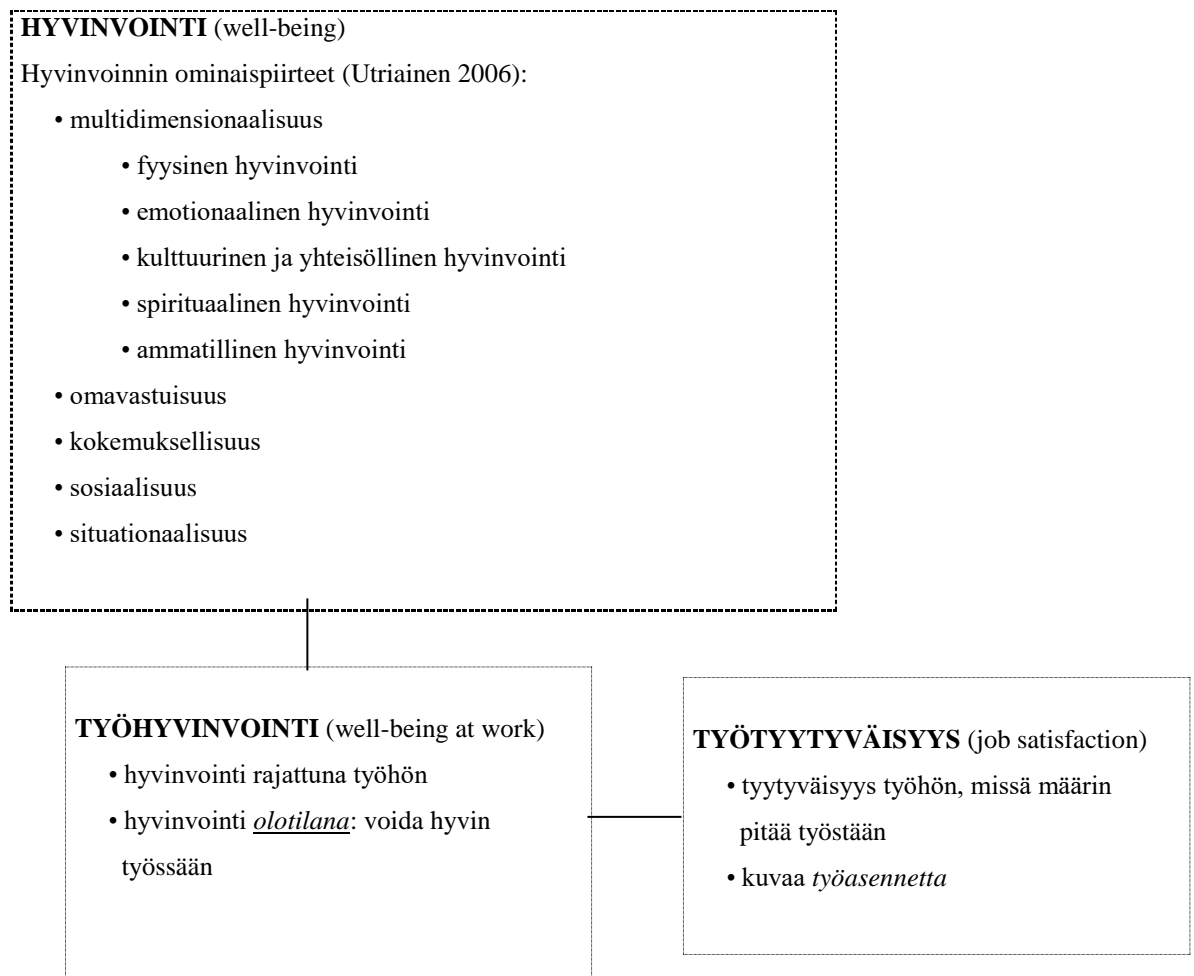 HYVINVOINTI (well-being)
Hyvinvoinnin ominaispiirteet (Utriainen 2006):
• multidimensionaalisuus
• fyysinen hyvinvointi
• emotionaalinen hyvinvointi
• kulttuurinen ja yhteisöllinen hyvinvointi
• spirituaalinen hyvinvointi
• ammatillinen hyvinvointi
• omavastuisuus
• kokemuksellisuus
• sosiaalisuus
• situationaalisuus
TYÖHYVINVOINTI (well-being at work)
• hyvinvointi rajattuna työhön
• hyvinvointi olotilana: voida hyvin
työssään
TYÖTYYTYVÄISYYS (job satisfaction)
• tyytyväisyys työhön, missä määrin
pitää työstään
• kuvaa työasennetta